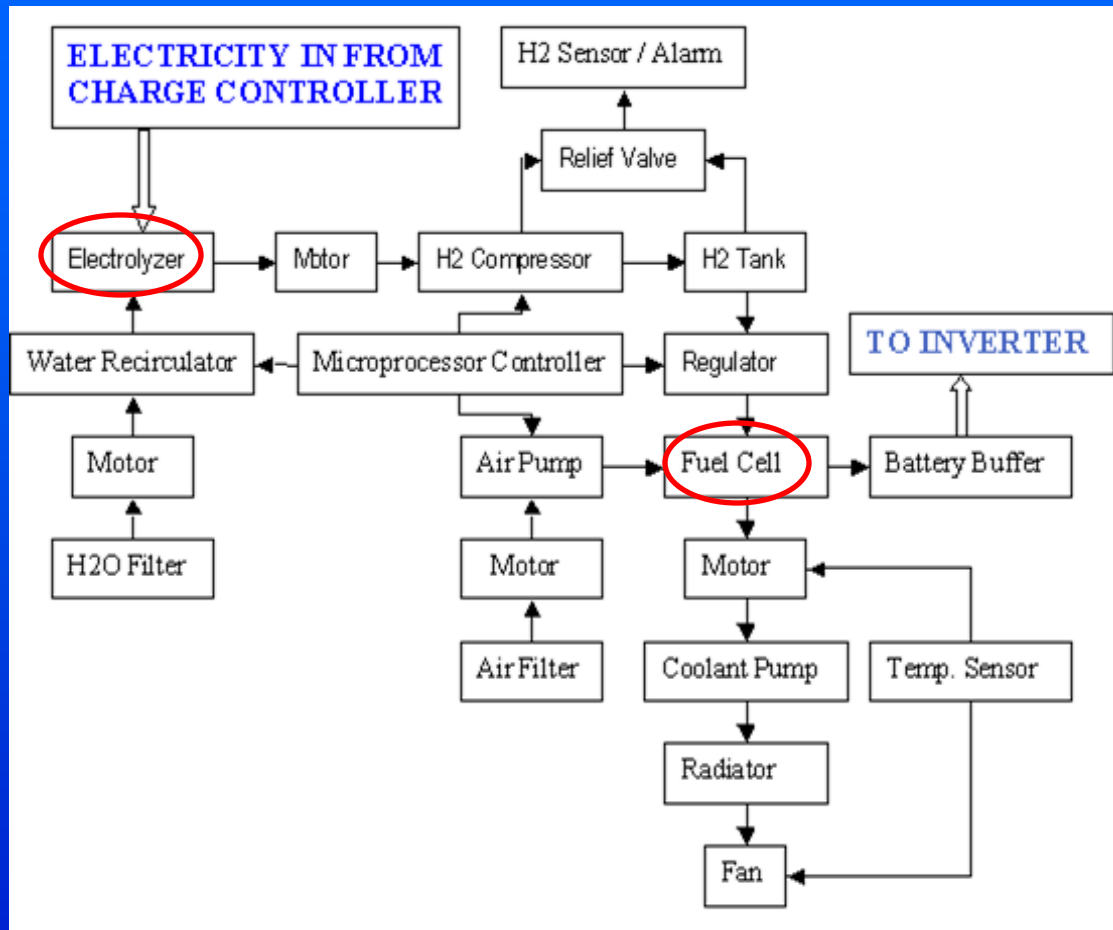 ELECTRICITY IN FROM
CHARGE CONTROLLER
H2 Sensor / Alarm
Relief Valve
Electrolyzer
Motor
H2 Compressor
H2 Tank
Water Recirculator
Microprocessor Controller
Regulator
TO INVERTER
Motor
Air Pump
Fuel Cell
Battery Buffer
H2O Filter
Motor
Motor
Air Filter
Coolant Pump
Temp. Sensor
Radiator
Fan